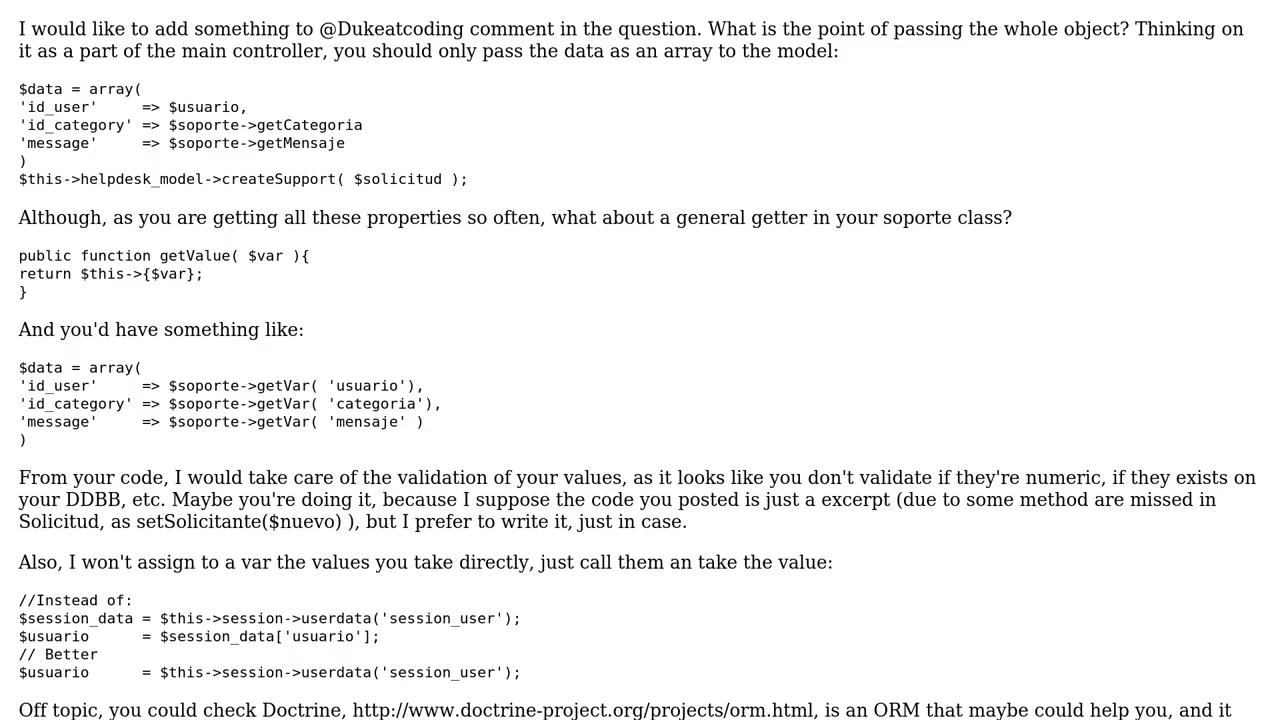 I would like to add something to @Dukeatcoding comment in the question. What is the point of passing the whole object? Thinking on
it as a part of the main controller, you should only pass the data as an array to the model:
$data = array(
'id_user'     => $usuario,
'id_category' => $soporte->getCategoria
'message'     => $soporte->getMensaje
)
$this->helpdesk_model->createSupport( $solicitud );
Although, as you are getting all these properties so often, what about a general getter in your soporte class?
public function getValue( $var ){
return $this->{$var};
}
And you'd have something like:
$data = array(
'id_user'     => $soporte->getVar( 'usuario'),
'id_category' => $soporte->getVar( 'categoria'),
'message'     => $soporte->getVar( 'mensaje' )
)
From your code, I would take care of the validation of your values, as it looks like you don't validate if they're numeric, if they exists on
your DDBB, etc. Maybe you're doing it, because I suppose the code you posted is just a excerpt (due to some method are missed in
Solicitud, as setSolicitante($nuevo) ), but I prefer to write it, just in case.
Also, I won't assign to a var the values you take directly, just call them an take the value:
//Instead of:
$session_data = $this->session->userdata('session_user');
$usuario      = $session_data['usuario'];
// Better
$usuario      = $this->session->userdata('session_user');
Off topic, you could check Doctrine, http://www.doctrine-project.org/projects/orm.html, is an ORM that maybe could help you, and it